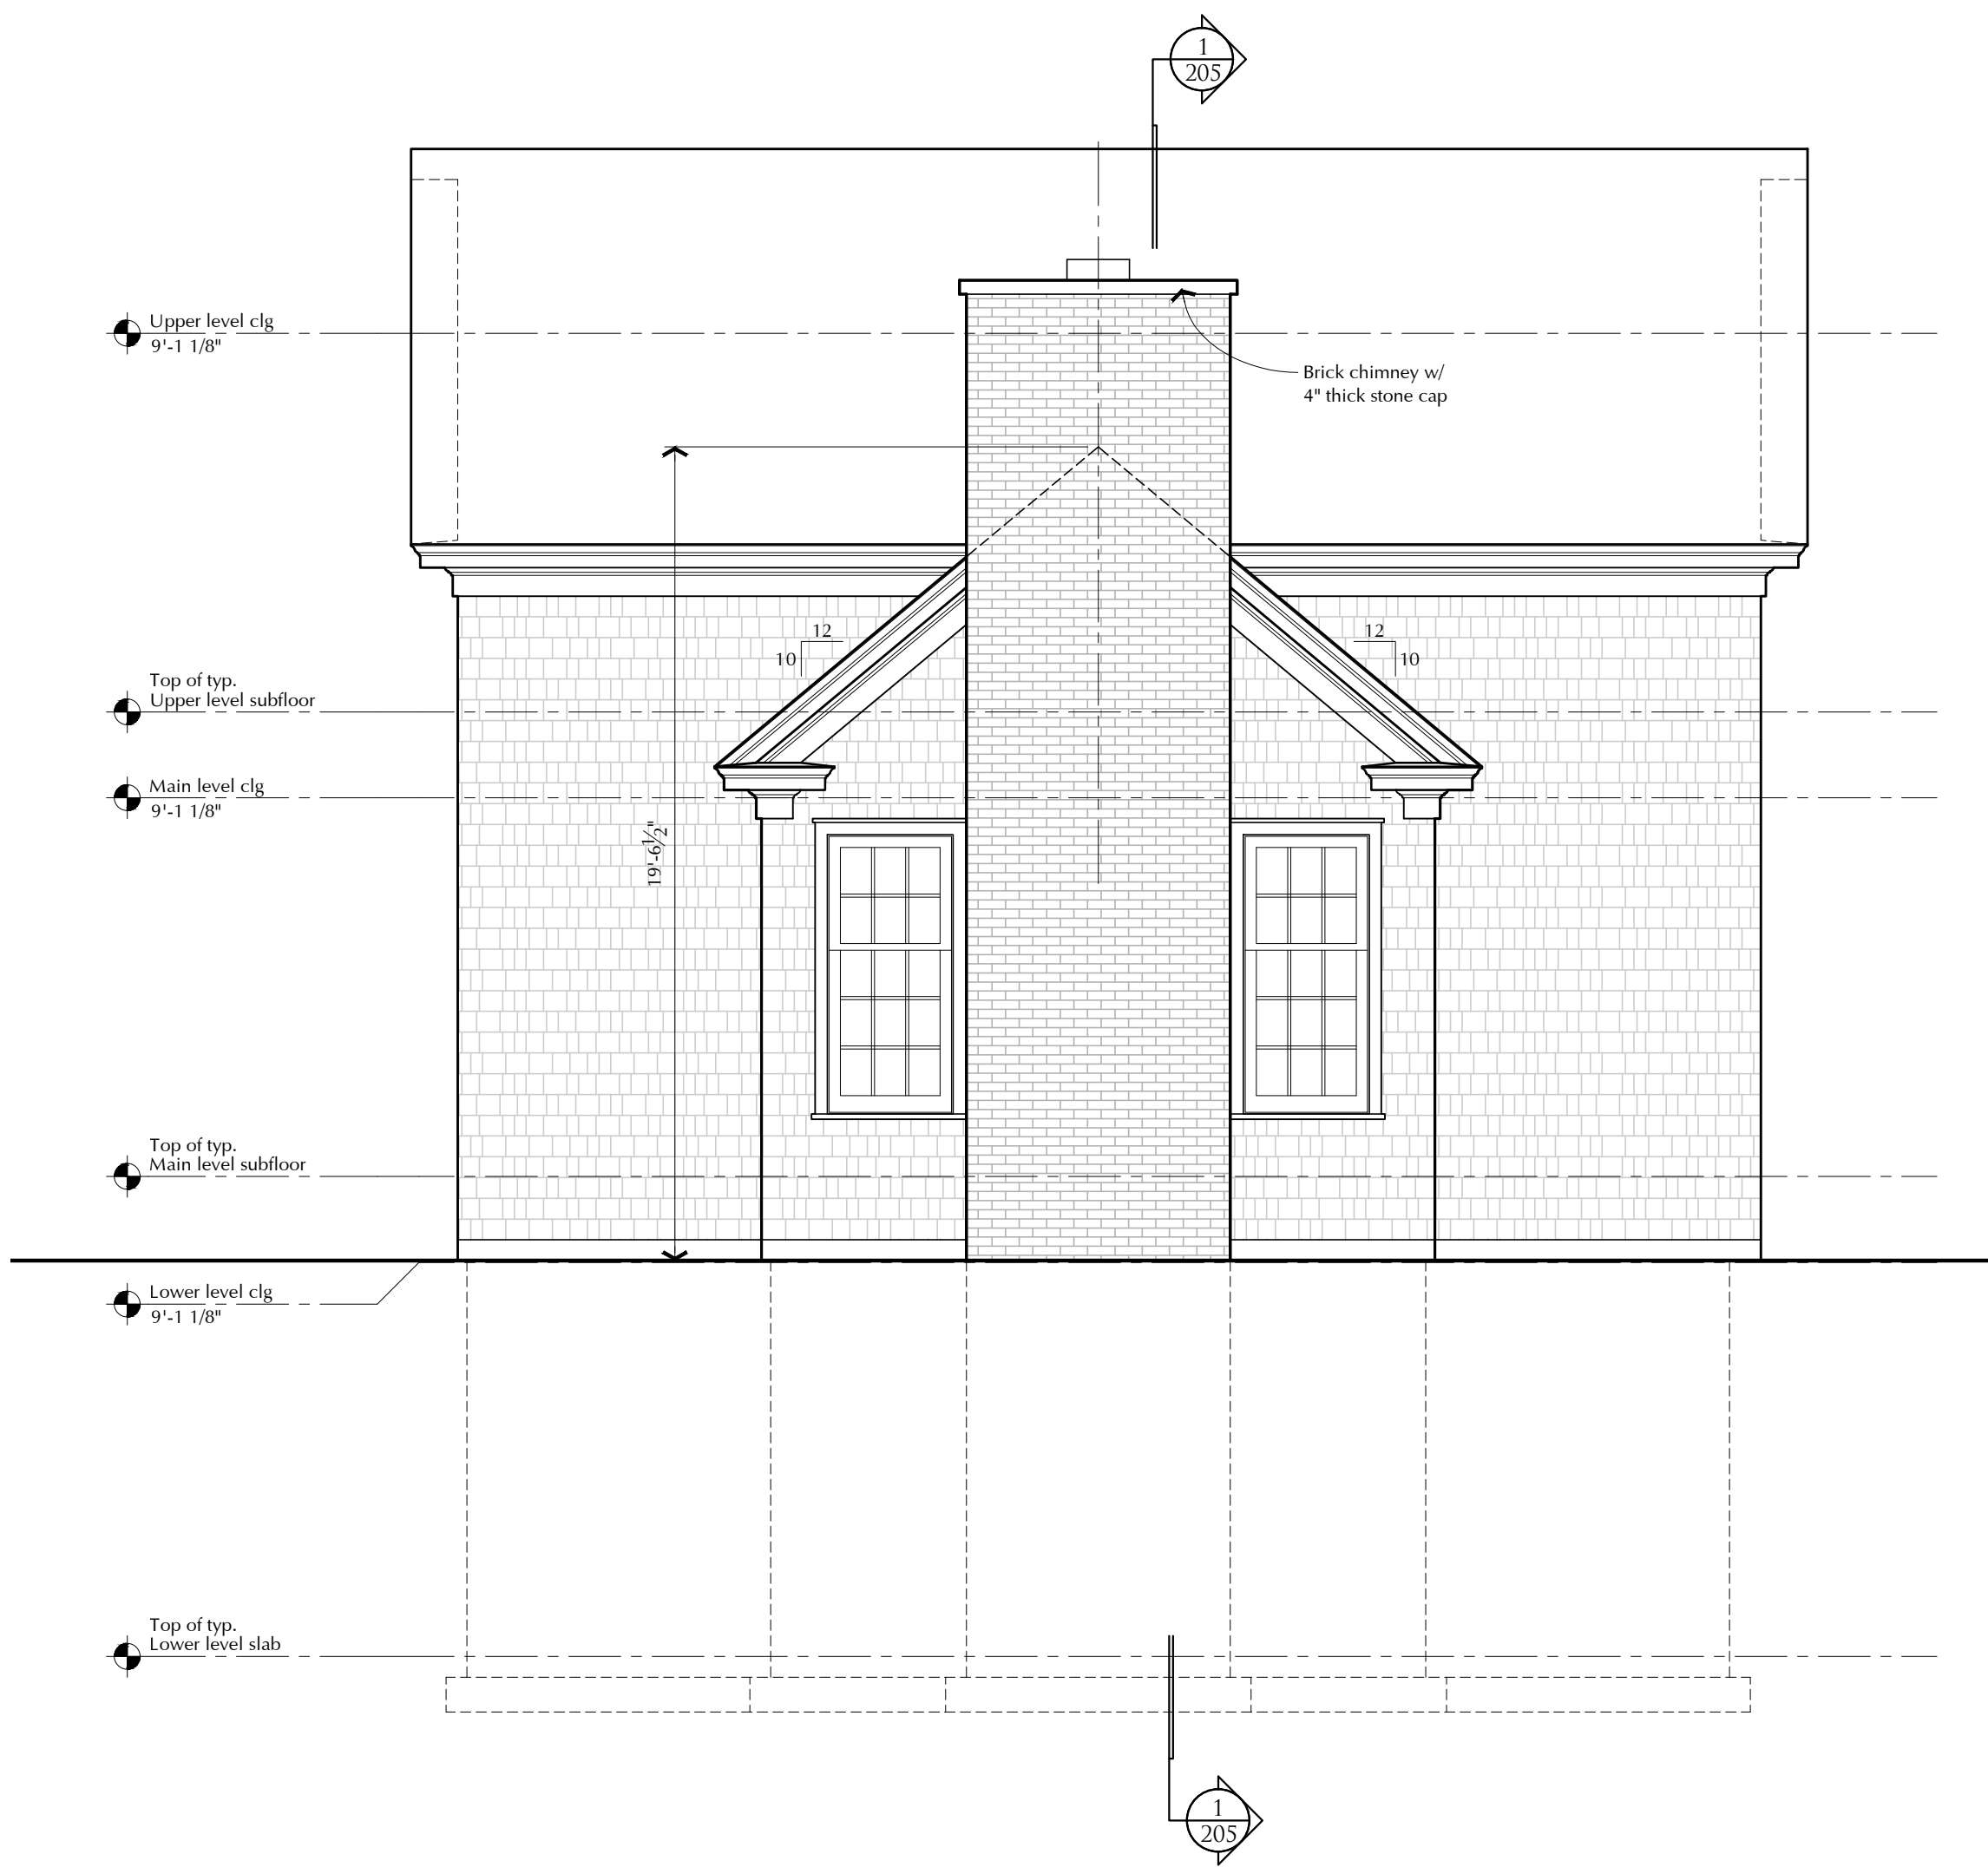 1
205
Upper level clg
9'-1 1/8"
Brick chimney w/
4" thick stone cap
12
10
12
10
Top of typ.
Upper level subfloor
Main level clg
9'-1 1/8"
19'-6 1/2"
Top of typ.
Main level subfloor
Lower level clg
9'-1 1/8"
Top of typ.
Lower level slab
1
205